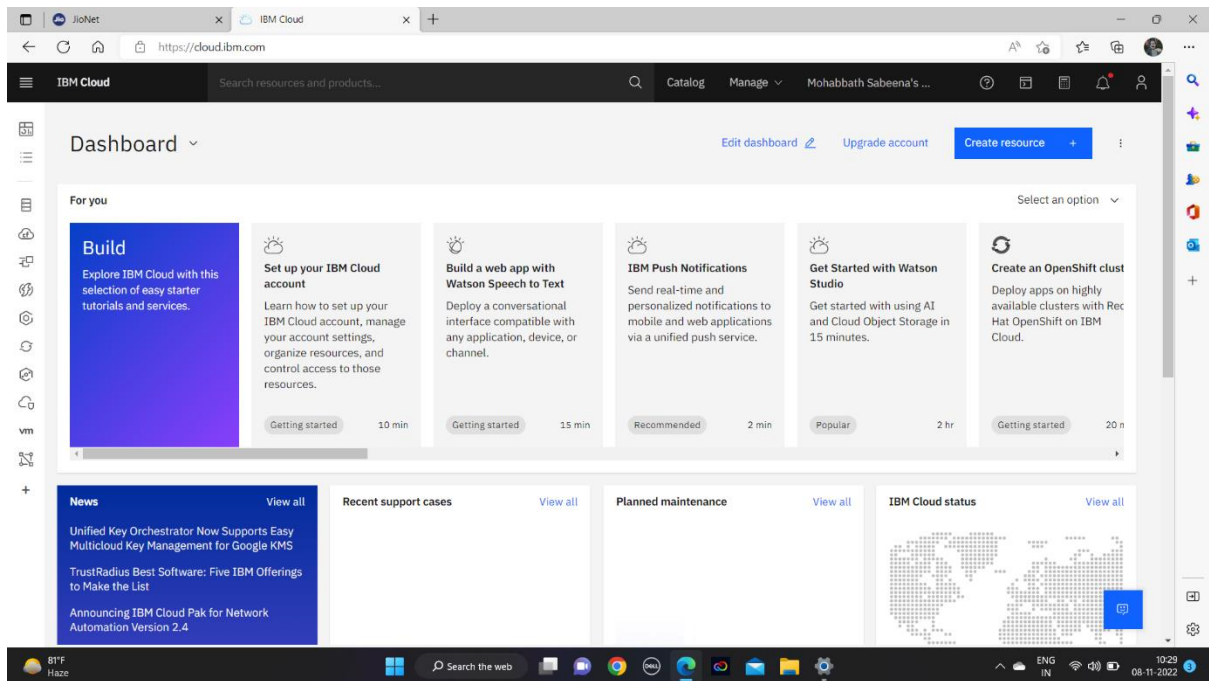 JioNet
IBM Cloud
https://cloud.ibm.com
IBM Cloud
Search resources and products...
Catalog
Manage
Mohabbath Sabeena's ...
Dashboard
Edit dashboard
Upgrade account
Create resource +
For you
Select an option
Build
Explore IBM Cloud with this
selection of easy starter
tutorials and services.
Set up your IBM Cloud
account
Learn how to set up your
IBM Cloud account, manage
your account settings,
organize resources, and
control access to those
resources.
Getting started 10 min
Build a web app with
Watson Speech to Text
Deploy a conversational
interface compatible with
any application, device, or
channel.
Getting started 15 min
IBM Push Notifications
Send real-time and
personalized notifications to
mobile and web applications
via a unified push service.
Recommended 2 min
Get Started with Watson
Studio
Get started with using AI
and Cloud Object Storage in
15 minutes.
Popular 2 hr
Create an OpenShift clust
Deploy apps on highly
available clusters with Rec
Hat OpenShift on IBM
Cloud.
Getting started 20 n
vm
News View all
Unified Key Orchestrator Now Supports Easy
Multicloud Key Management for Google KMS
TrustRadius Best Software: Five IBM Offerings
to Make the List
Announcing IBM Cloud Pak for Network
Automation Version 2.4
Recent support cases View all
Planned maintenance View all
IBM Cloud status View all
81°F
Haze
Search the web
DELL
ENG
IN
10:29
08-11-2022
3